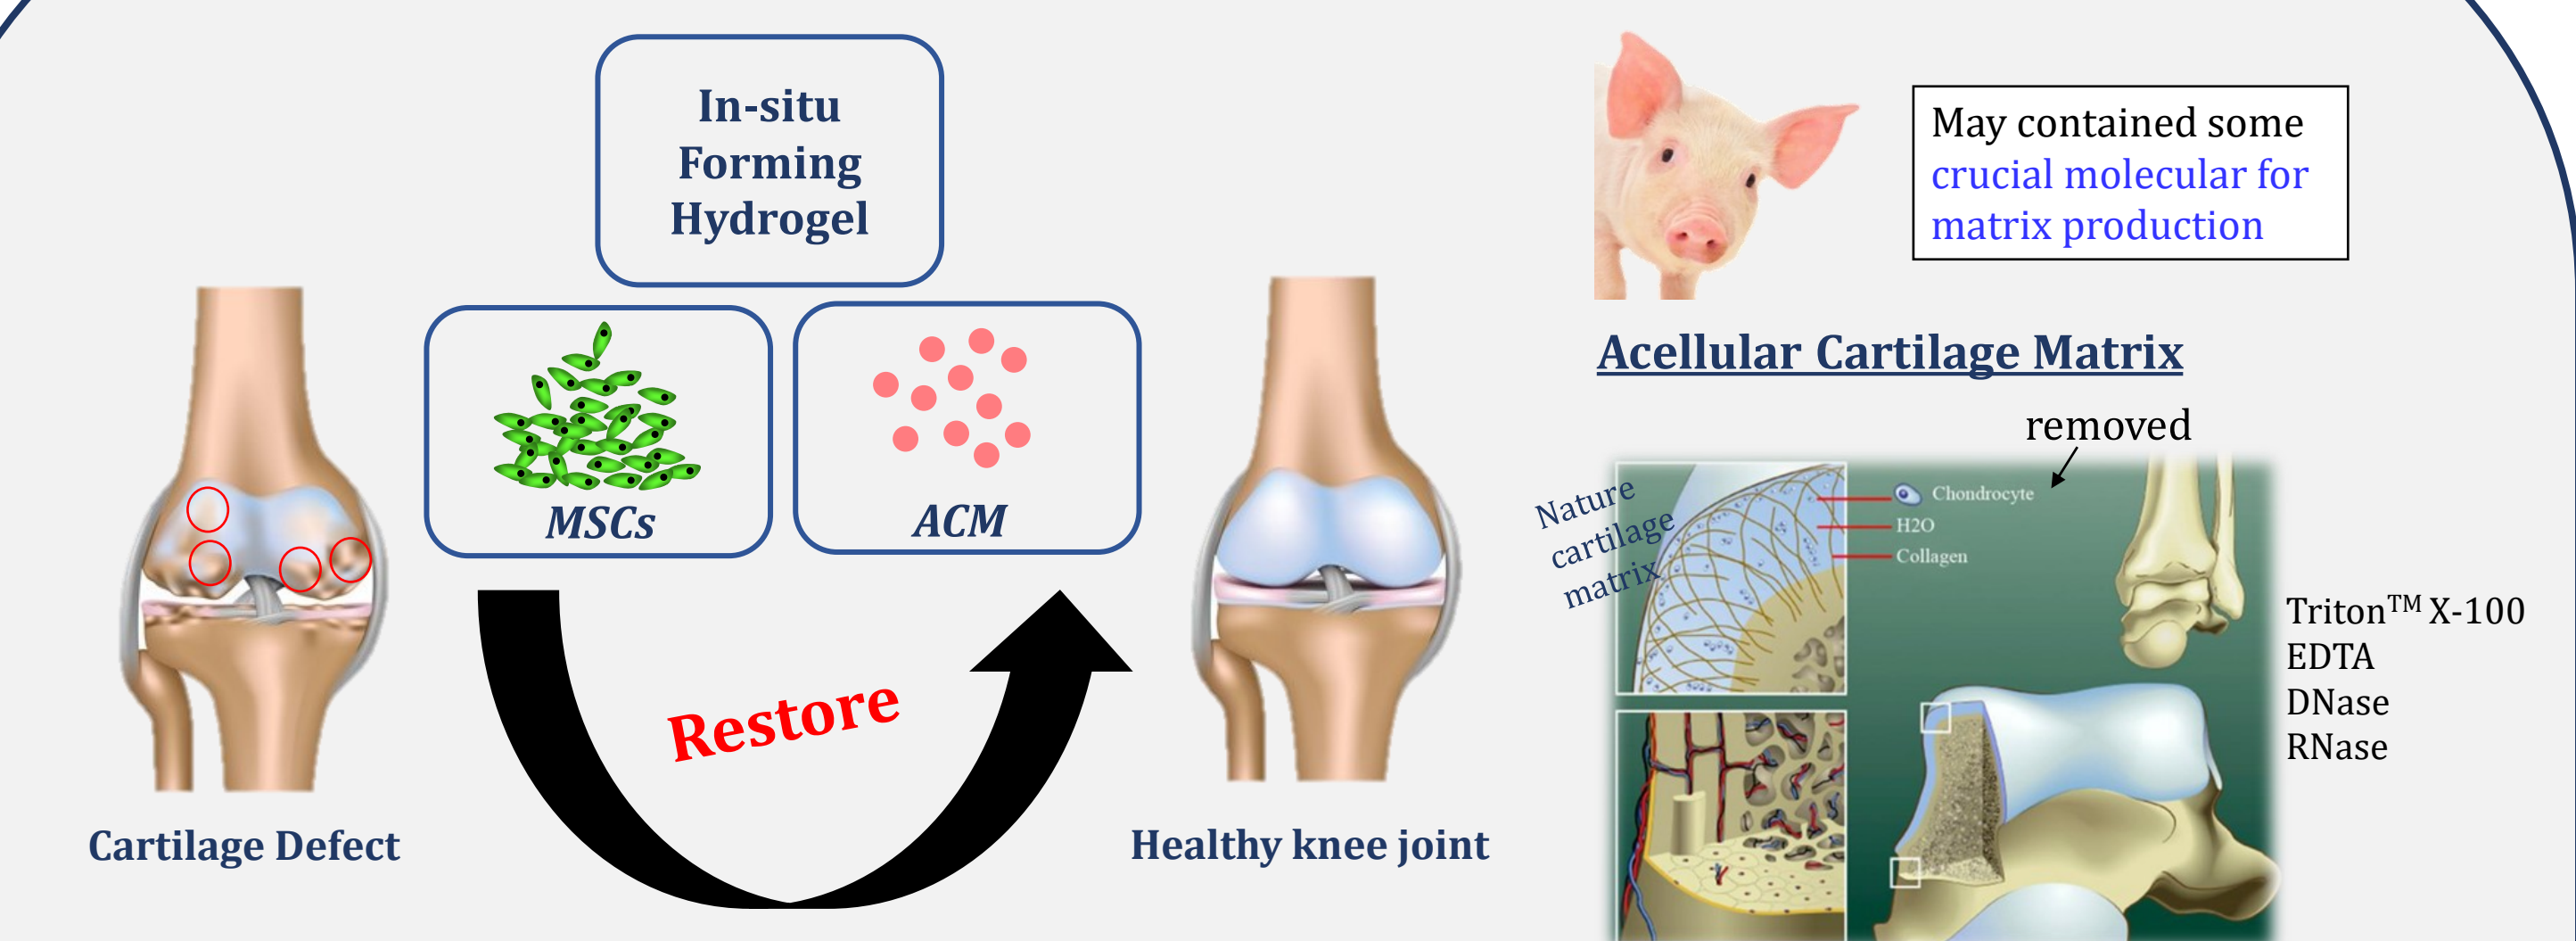 In-situ
Forming
Hydrogel
MSCs
ACM
Restore
Cartilage Defect
Healthy knee joint
May contained some
crucial molecular for
matrix production
Acellular Cartilage Matrix
removed
Nature
cartilage
matrix
Chondrocyte
H2O
Collagen
Triton™ X-100
EDTA
DNase
RNase